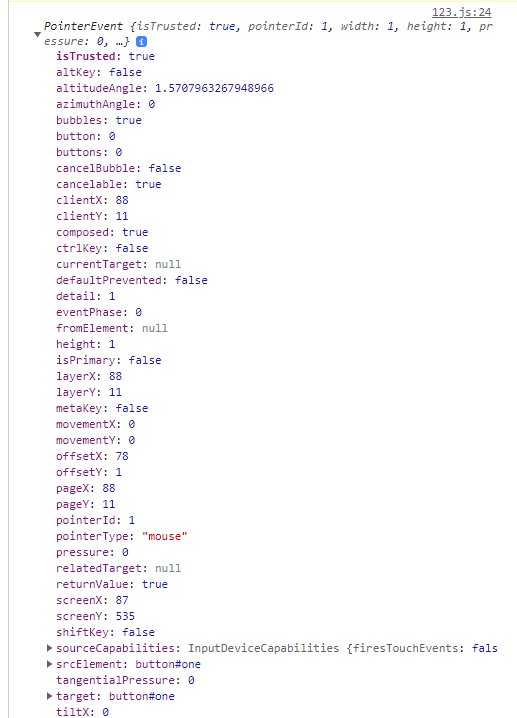 123.js:24
PointerEvent {isTrusted: true, pointerId: 1, width: 1, height: 1, pr
essure: 0, …} i
isTrusted: true
altKey: false
altitudeAngle: 1.5707963267948966
azimuthAngle: 0
bubbles: true
button: 0
buttons: 0
cancelBubble: false
cancelable: true
clientX: 88
clientY: 11
composed: true
ctrlKey: false
currentTarget: null
defaultPrevented: false
detail: 1
eventPhase: 0
fromElement: null
height: 1
isPrimary: false
layerX: 88
layerY: 11
metaKey: false
movementX: 0
movementY: 0
offsetX: 78
offsetY: 1
pageX: 88
pageY: 11
pointerId: 1
pointerType: "mouse"
pressure: 0
relatedTarget: null
returnValue: true
screenX: 87
screenY: 535
shiftKey: false
sourceCapabilities: InputDeviceCapabilities {firesTouchEvents: fals
srcElement: button#one
tangentialPressure: 0
target: button#one
tiltX: 0